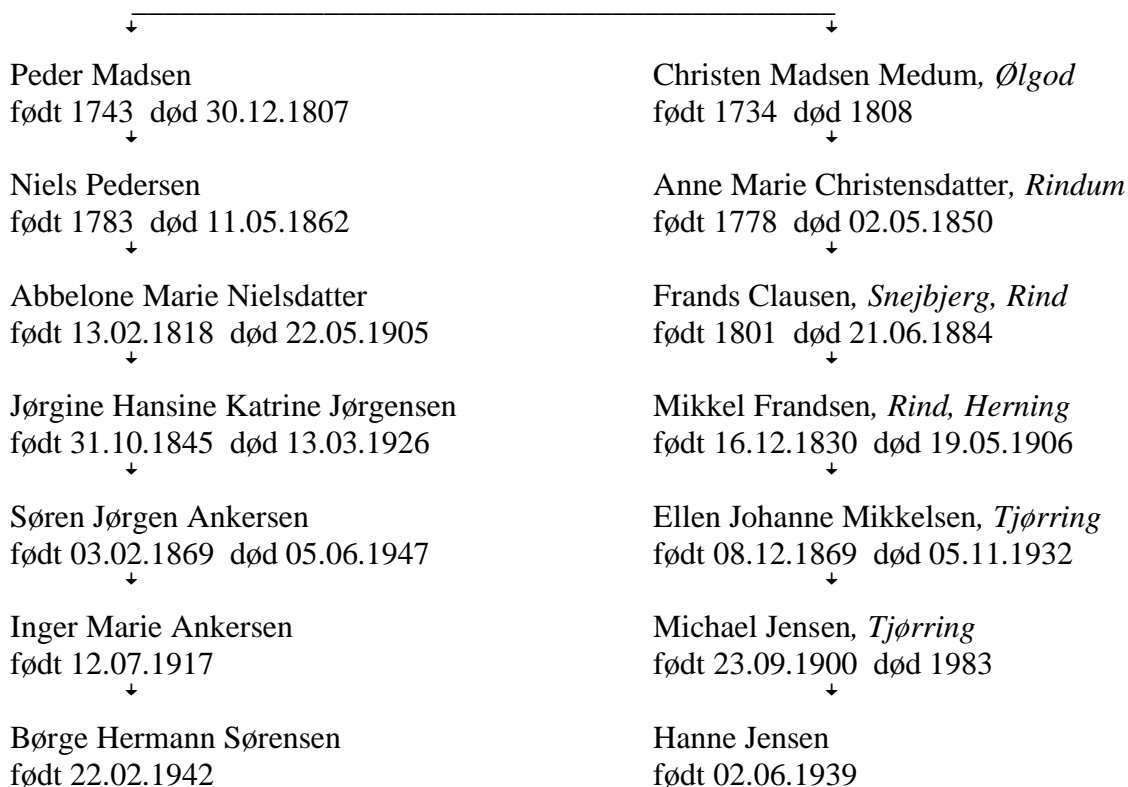 Peder Madsen
født 1743 død 30.12.1807
Niels Pedersen
født 1783 død 11.05.1862
Abbelone Marie Nielsdatter
født 13.02.1818 død 22.05.1905
Jørgine Hansine Katrine Jørgensen
født 31.10.1845 død 13.03.1926
Søren Jørgen Ankersen
født 03.02.1869 død 05.06.1947
Inger Marie Ankersen
født 12.07.1917
Børge Hermann Sørensen
født 22.02.1942
Christen Madsen Medum, Ølgod
født 1734 død 1808
Anne Marie Christensdatter, Rindum
født 1778 død 02.05.1850
Frands Clausen, Snejbjerg, Rind
født 1801 død 21.06.1884
Mikkel Frandsen, Rind, Herning
født 16.12.1830 død 19.05.1906
Ellen Johanne Mikkelsen, Tjørring
født 08.12.1869 død 05.11.1932
Michael Jensen, Tjørring
født 23.09.1900 død 1983
Hanne Jensen
født 02.06.1939